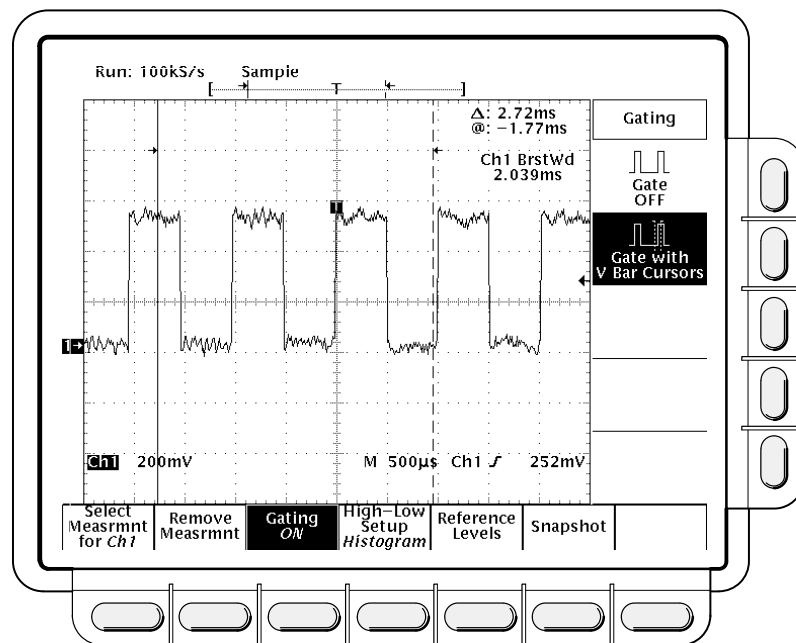 Run: 100kS/s Sample
[ T ]
Δ: 2.72ms
@: −1.77ms
Ch1 BrstWd
2.039ms
T
1
Ch1 200mV M 500µs Ch1 252mV
Gating
Gate
OFF
Gate with
V Bar Cursors
Select
Measrmnt
for Ch1
Remove
Measrmnt
Gating
ON
High−Low
Setup
Histogram
Reference
Levels
Snapshot